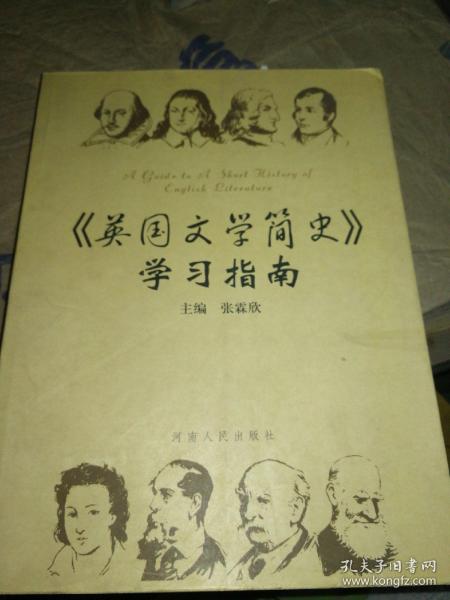 A Guide to A Short History of
English Literature
《英国文学简史》
学习指南
主编 张霖欣
河南人民出版社
孔夫子旧书网
www.kongfz.com